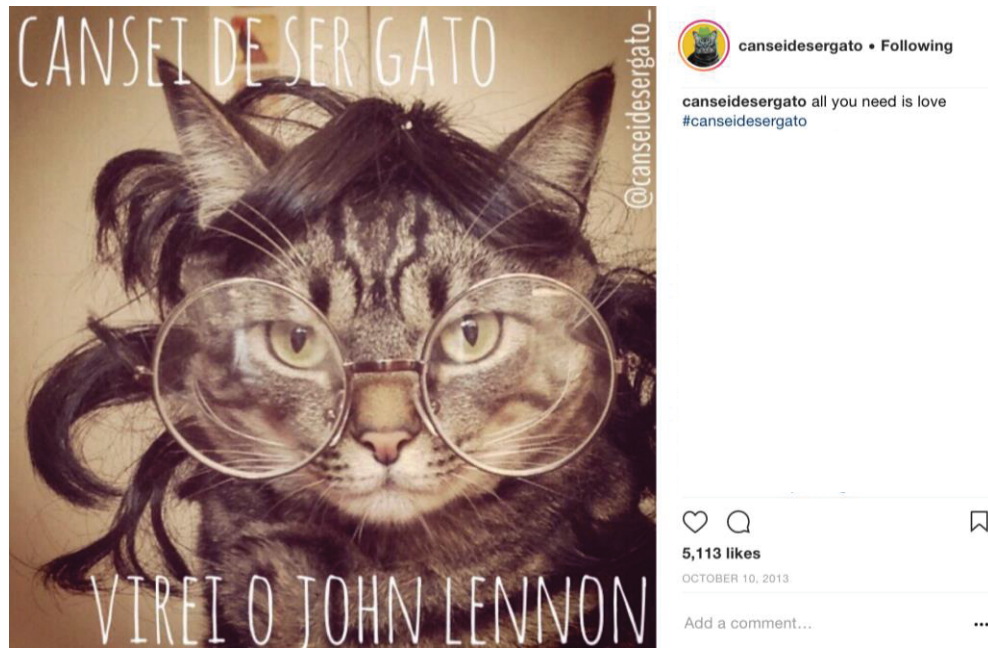 CANSEI DE SER GATO
@canseidesergato_
VIREI O JOHN LENNON
canseidesergato • Following
canseidesergato all you need is love
#canseidesergato
5,113 likes
OCTOBER 10, 2013
Add a comment...